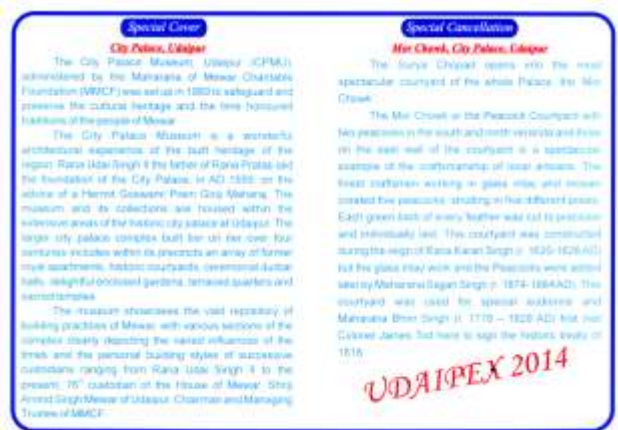 Special Cover
City Palace, Udaipur
The City Palace Museum, Udaipur (CPMU),
administered by the Maharana of Mewar Charitable
Foundation (MMCF) was set up in 1969 to safeguard and
preserve the cultural heritage and the time honoured
traditions of the people of Mewar
The City Palace Museum is a wonderful
architectural experience of the built heritage of the
region. Rana Udai Singh II the father of Rana Pratap laid
the foundation of the City Palace, in AD 1559, on the
advice of a Hermit Goswami Prem Giriji Maharaj. The
museum and its collections are housed within the
extensive areas of the historic city palace at Udaipur. The
larger city palace complex built tier on tier over four
centuries includes within its precincts an array of former
royal apartments, historic courtyards, ceremonial durbar
halls, delightful enclosed gardens, terraced quarters and
sacred temples
The museum showcases the vast repository of
building practices of Mewar, with various sections of the
complex clearly depicting the varied influences of the
times and the personal building styles of successive
custodians ranging from Rana Udai Singh II to the
present, 76th custodian of the House of Mewar, Shriji
Arvind Singh Mewar of Udaipur, Chairman and Managing
Trustee of MMCF
Special Cancellation
Mor Chowk, City Palace, Udaipur
The Surya Chopad opens into the most
spectacular courtyard of the whole Palace, the Mor
Chowk
The Mor Chowk or the Peacock Courtyard with
two peacocks in the south and north veranda and three
on the east wall of the courtyard is a spectacular
example of the craftsmanship of local artisans. The
finest craftsmen working in glass inlay and mosaic
created five peacocks, strutting in five different poses.
Each green back of every feather was cut to precision
and individually laid. This courtyard was constructed
during the reign of Rana Karan Singh (r. 1620-1628 AD)
but the glass inlay work and the Peacocks were added
later by Maharana Sajjan Singh (r. 1874-1884 AD). This
courtyard was used for special audience and
Maharana Bhim Singh (r. 1778 – 1828 AD) first met
Colonel James Tod here to sign the historic treaty of
1818
UDAIPEX 2014